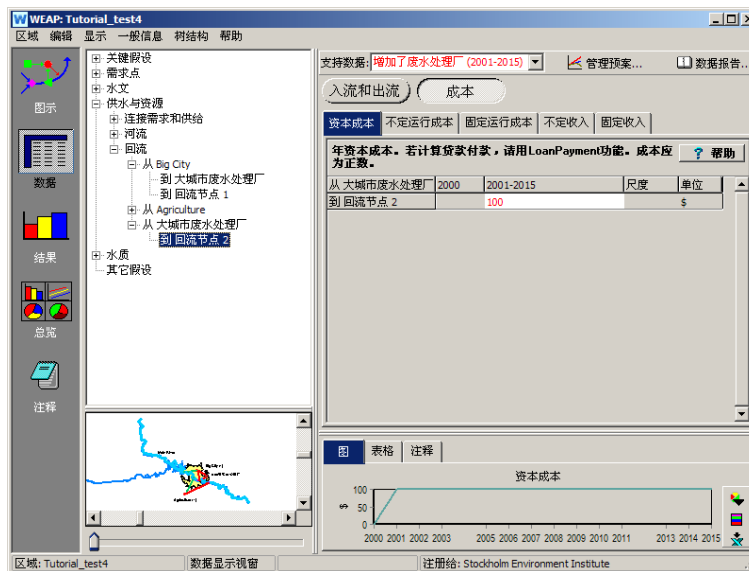 WEAP: Tutorial_test4
区域 编辑 显示 一般信息 树结构 帮助
图示
数据
结果
总览
注释
关键假设
需求点
水文
供水与资源
连接需求和供给
河流
回流
从 Big City
到 大城市废水处理厂
到 回流节点 1
从 Agriculture
从 大城市废水处理厂
到 回流节点 2
水质
其它假设
支持数据: 增加了废水处理厂 (2001-2015) 管理预案... 数据报告..
入流和出流 成本
资本成本 不定运行成本 固定运行成本 不定收入 固定收入
年资本成本。若计算贷款付款，请用LoanPayment功能。成本应
为正数。
? 帮助
从 大城市废水处理厂 2000 2001-2015 尺度 单位
到 回流节点 2 100 $
图 表格 注释
资本成本
$
100
50
0
2000 2001 2002 2003 2005 2006 2007 2008 2009 2010 2011 2013 2014 2015
区域: Tutorial_test4 数据显示视窗 注册给: Stockholm Environment Institute